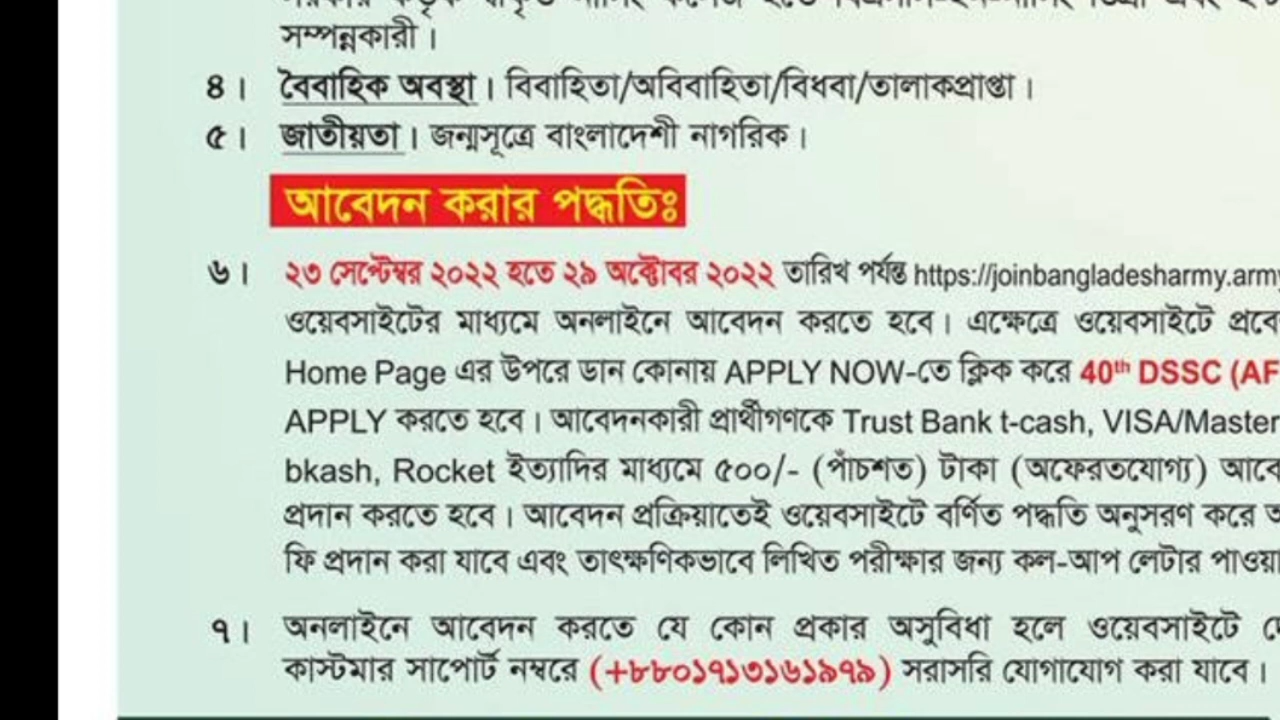 সম্পন্নকারী।
৪। বৈবাহিক অবস্থা। বিবাহিতা/অবিবাহিতা/বিধবা/তালাকপ্রাপ্তা।
৫। জাতীয়তা। জন্মসূত্রে বাংলাদেশী নাগরিক।
আবেদন করার পদ্ধতিঃ
৬। ২৩ সেপ্টেম্বর ২০২২ হতে ২৯ অক্টোবর ২০২২ তারিখ পর্যন্ত https://joinbangladesharmy.army
ওয়েবসাইটের মাধ্যমে অনলাইনে আবেদন করতে হবে। এক্ষেত্রে ওয়েবসাইটে
Home Page এর উপরে ডান কোনায় APPLY NOW-তে ক্লিক করে 40th DSSC (AF
APPLY করতে হবে। আবেদনকারী প্রার্থীগণকে Trust Bank t-cash, VISA/Master
bkash, Rocket ইত্যাদির মাধ্যমে ৫০০/- (পাঁচশত) টাকা (অফেরতযোগ্য)
প্রদান করতে হবে। আবেদন প্রক্রিয়াতেই ওয়েবসাইটে বর্ণিত পদ্ধতি অনুসরণ করে
ফি প্রদান করা যাবে এবং তাৎক্ষণিকভাবে লিখিত পরীক্ষার জন্য কল-আপ লেটার পাওয়া
৭। অনলাইনে আবেদন করতে যে কোন প্রকার অসুবিধা হলে ওয়েবসাইটে
কাস্টমার সাপোর্ট নম্বরে (+৮৮০১৭১৩১৬১৯৭৯) সরাসরি যোগাযোগ করা যাবে।